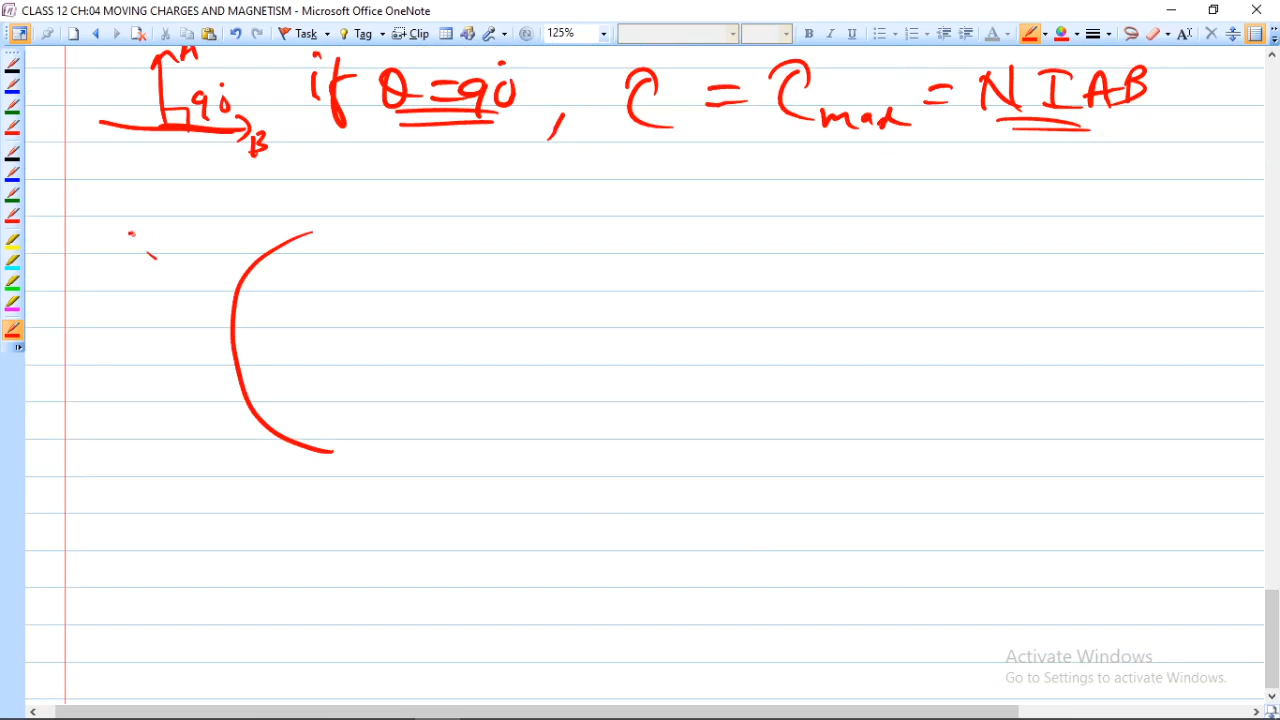 CLASS 12 CH:04 MOVING CHARGES AND MAGNETISM - Microsoft Office OneNote
Task Tag Clip 125% B I U A A
A
90° if θ = 90°, τ = τmax = NIAB
B
Activate Windows
Go to Settings to activate Windows.